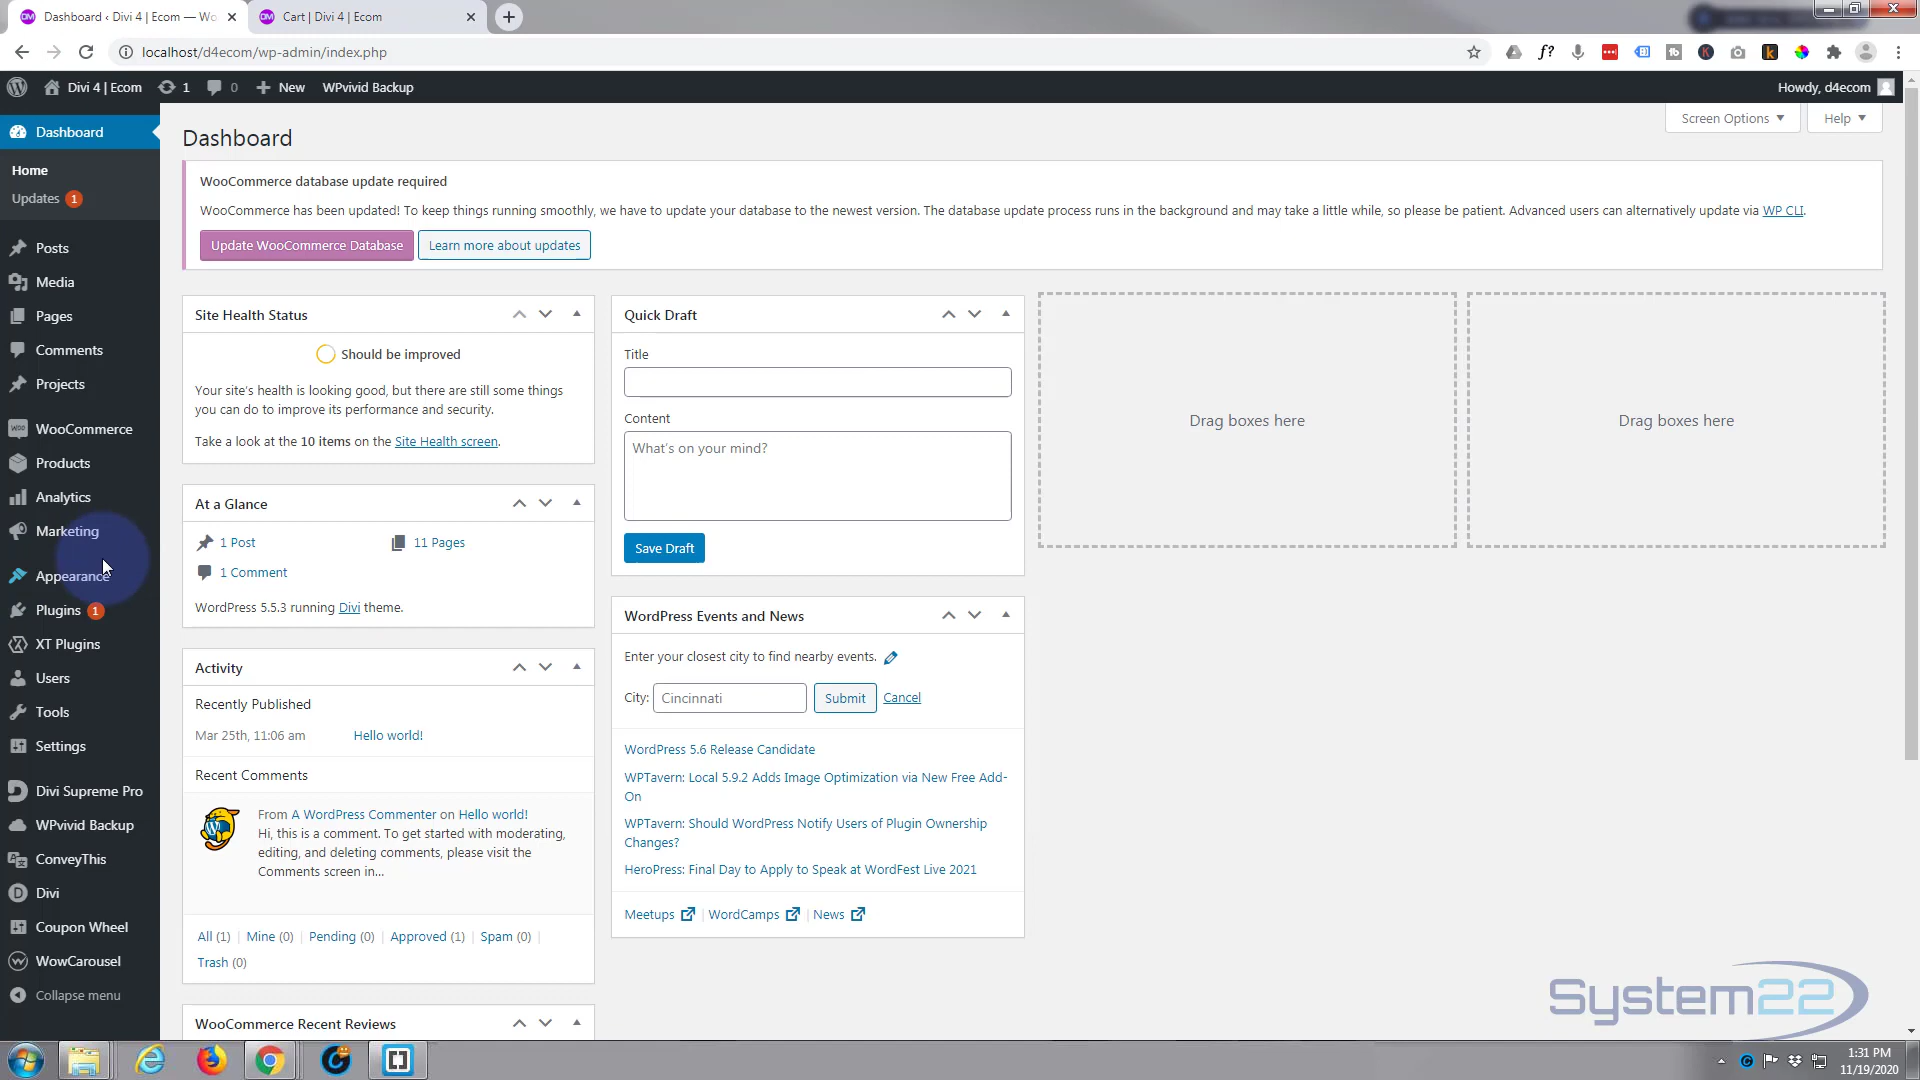 Dashboard ‹ Divi 4 | Ecom — Wo
Cart | Divi 4 | Ecom
localhost/d4ecom/wp-admin/index.php
Divi 4 | Ecom
1
0
New
WPvivid Backup
Howdy, d4ecom
Dashboard
Home
Updates 1
Posts
Media
Pages
Comments
Projects
WooCommerce
Products
Analytics
Marketing
Appearance
Plugins 1
XT Plugins
Users
Tools
Settings
Divi Supreme Pro
WPvivid Backup
ConveyThis
Divi
Coupon Wheel
WowCarousel
Collapse menu
Dashboard
Screen Options
Help
WooCommerce database update required
WooCommerce has been updated! To keep things running smoothly, we have to update your database to the newest version. The database update process runs in the background and may take a little while, so please be patient. Advanced users can alternatively update via WP CLI.
Update WooCommerce Database
Learn more about updates
Site Health Status
Should be improved
Your site's health is looking good, but there are still some things
you can do to improve its performance and security.
Take a look at the 10 items on the Site Health screen.
At a Glance
1 Post
11 Pages
1 Comment
WordPress 5.5.3 running Divi theme.
Activity
Recently Published
Mar 25th, 11:06 am
Hello world!
Recent Comments
From A WordPress Commenter on Hello world!
Hi, this is a comment. To get started with moderating,
editing, and deleting comments, please visit the
Comments screen in...
All (1) | Mine (0) | Pending (0) | Approved (1) | Spam (0) |
Trash (0)
WooCommerce Recent Reviews
Quick Draft
Title
Content
What's on your mind?
Save Draft
WordPress Events and News
Enter your closest city to find nearby events.
City:
Cincinnati
Submit
Cancel
WordPress 5.6 Release Candidate
WPTavern: Local 5.9.2 Adds Image Optimization via New Free Add-
On
WPTavern: Should WordPress Notify Users of Plugin Ownership
Changes?
HeroPress: Final Day to Apply to Speak at WordFest Live 2021
Meetups | WordCamps | News
Drag boxes here
Drag boxes here
System22
1:31 PM
11/19/2020